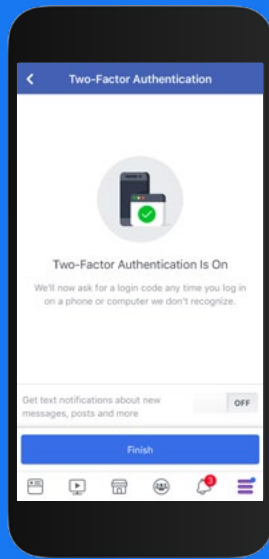 Two-Factor Authentication
Two-Factor Authentication Is On
We'll now ask for a login code any time you log in
on a phone or computer we don't recognize.
Get text notifications about new
messages, posts and more
OFF
Finish
3